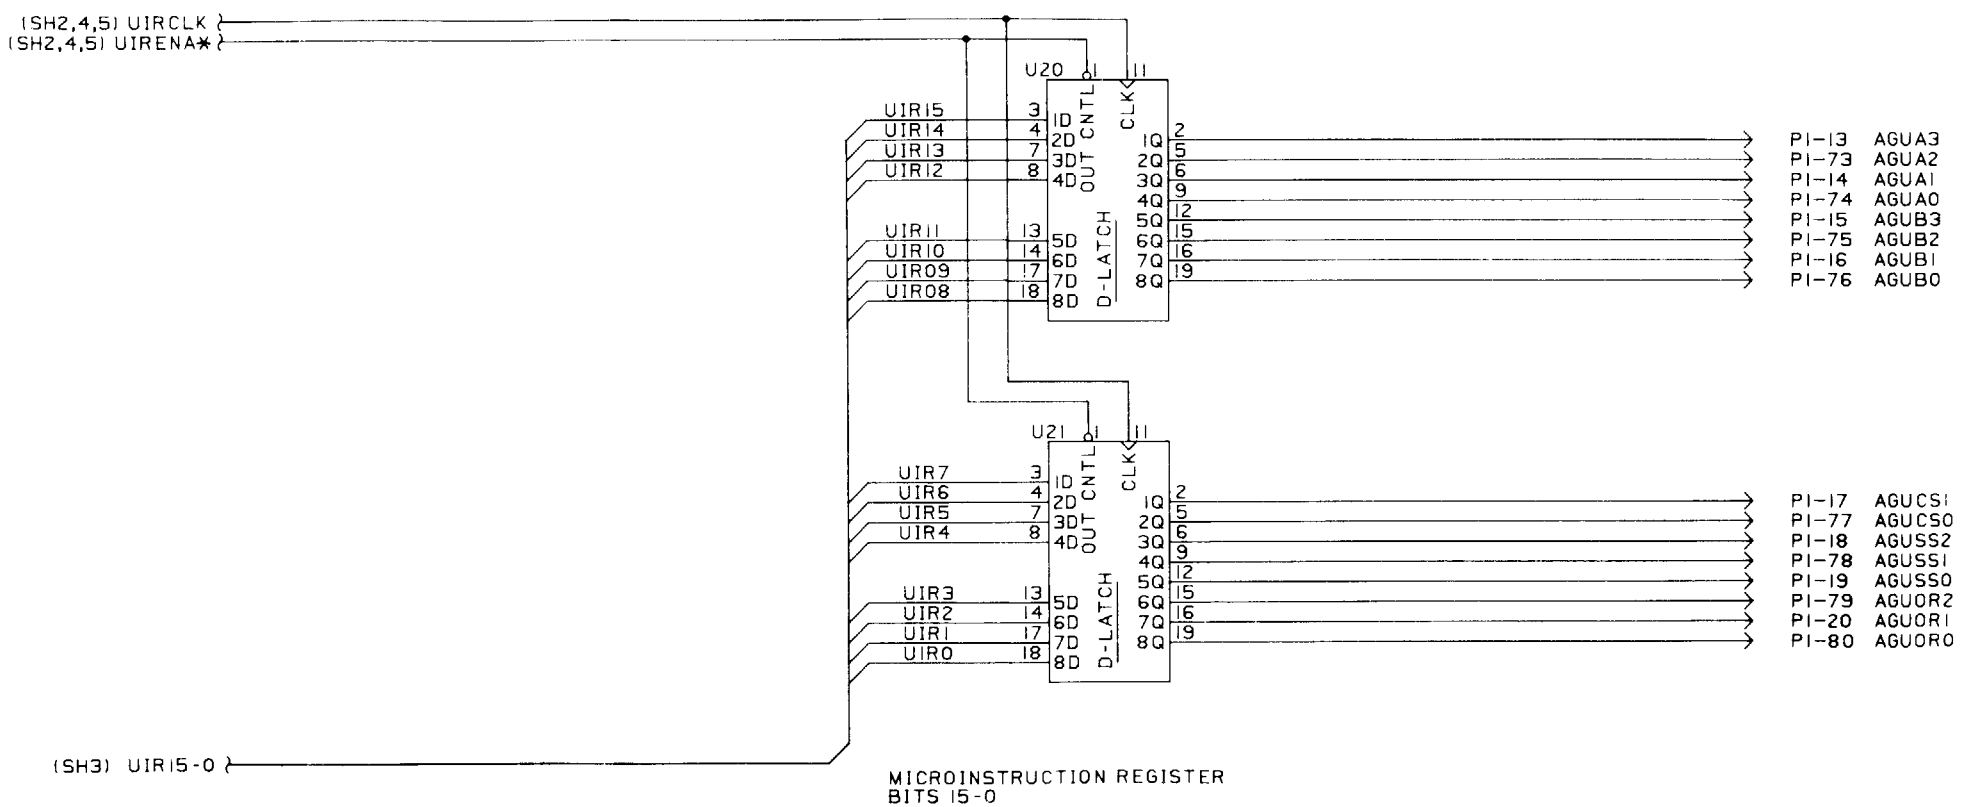 (SH2,4,5) UIRCLK
(SH2,4,5) UIRENA*
U20 1 11
OUT CNTL
CLK
D-LATCH
UIR15 3 1D
UIR14 4 2D
UIR13 7 3D
UIR12 8 4D
UIR11 13 5D
UIR10 14 6D
UIR09 17 7D
UIR08 18 8D
1Q 2 P1-13 AGUA3
2Q 5 P1-73 AGUA2
3Q 6 P1-14 AGUA1
4Q 9 P1-74 AGUA0
5Q 12 P1-15 AGUB3
6Q 15 P1-75 AGUB2
7Q 16 P1-16 AGUB1
8Q 19 P1-76 AGUB0
U21 1 11
OUT CNTL
CLK
D-LATCH
UIR7 3 1D
UIR6 4 2D
UIR5 7 3D
UIR4 8 4D
UIR3 13 5D
UIR2 14 6D
UIR1 17 7D
UIR0 18 8D
1Q 2 P1-17 AGUCS1
2Q 5 P1-77 AGUCS0
3Q 6 P1-18 AGUSS2
4Q 9 P1-78 AGUSS1
5Q 12 P1-19 AGUSS0
6Q 15 P1-79 AGUOR2
7Q 16 P1-20 AGUOR1
8Q 19 P1-80 AGUOR0
(SH3) UIR15-0
MICROINSTRUCTION REGISTER
BITS 15-0